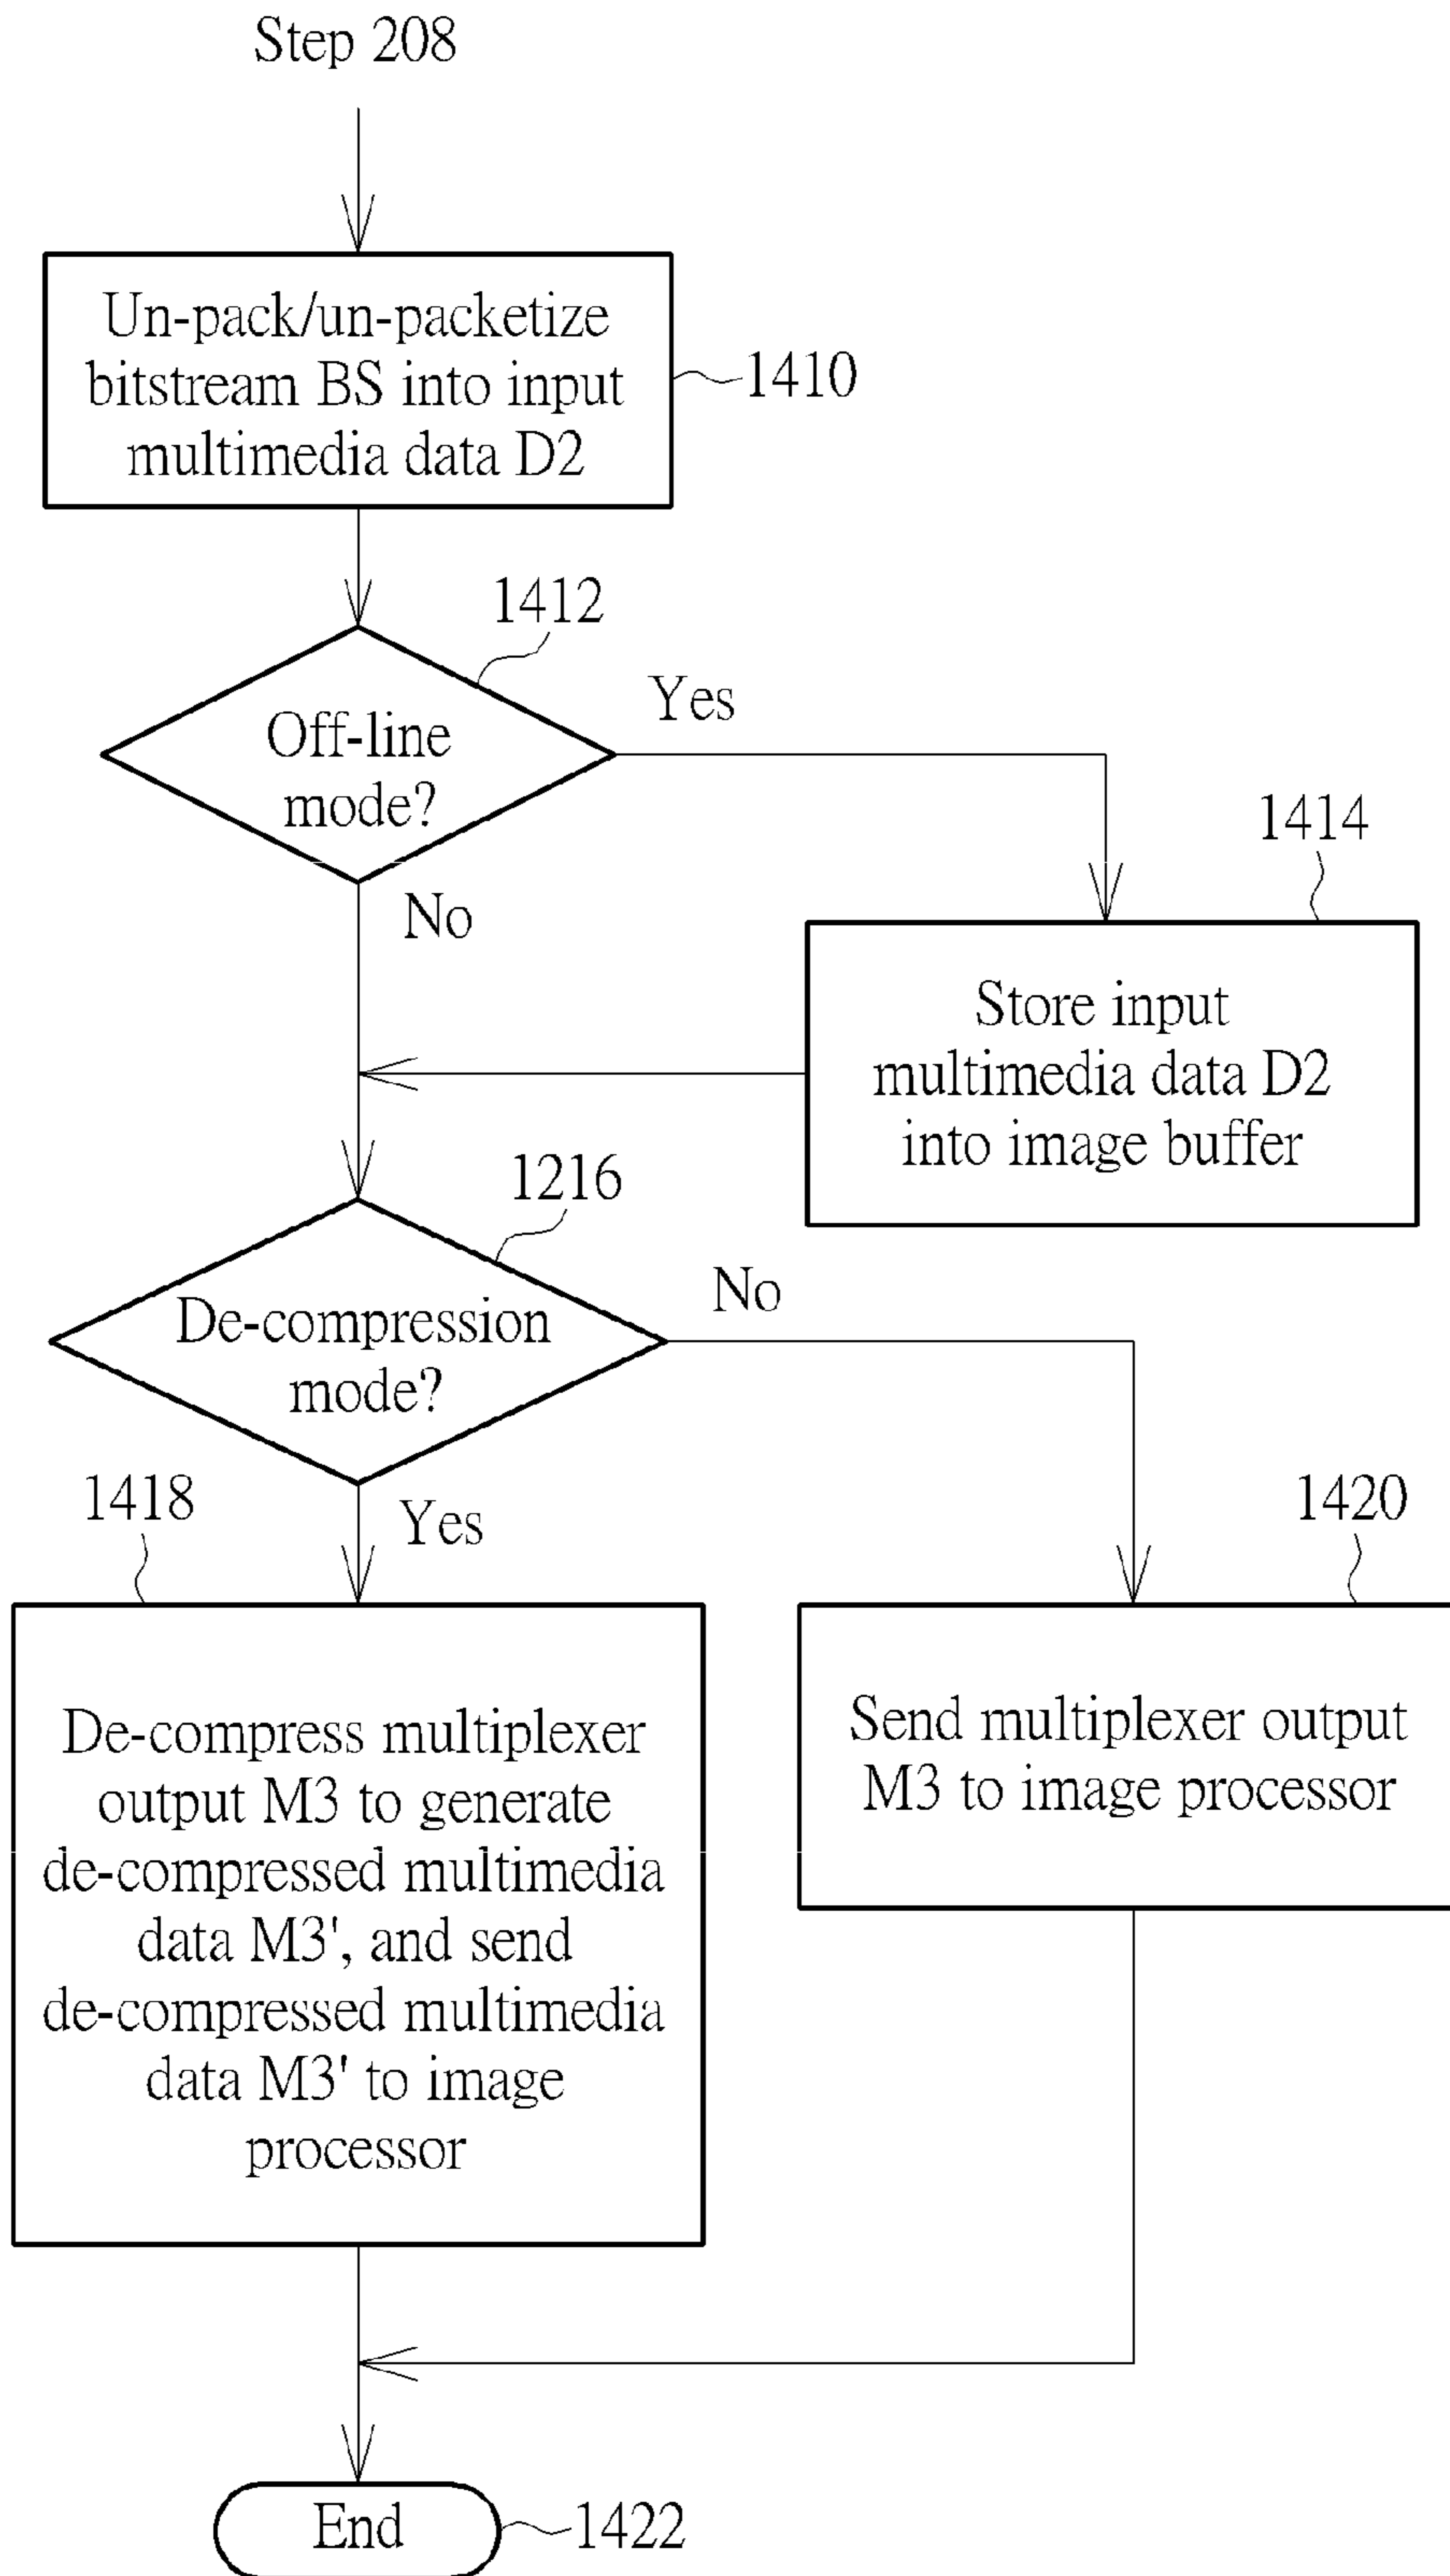 Step 208
Un-pack/un-packetize
bitstream BS into input
multimedia data D2
1410
1412
Off-line
mode?
Yes
No
1414
Store input
multimedia data D2
into image buffer
1216
De-compression
mode?
No
Yes
1418
De-compress multiplexer
output M3 to generate
de-compressed multimedia
data M3', and send
de-compressed multimedia
data M3' to image
processor
1420
Send multiplexer output
M3 to image processor
End
1422